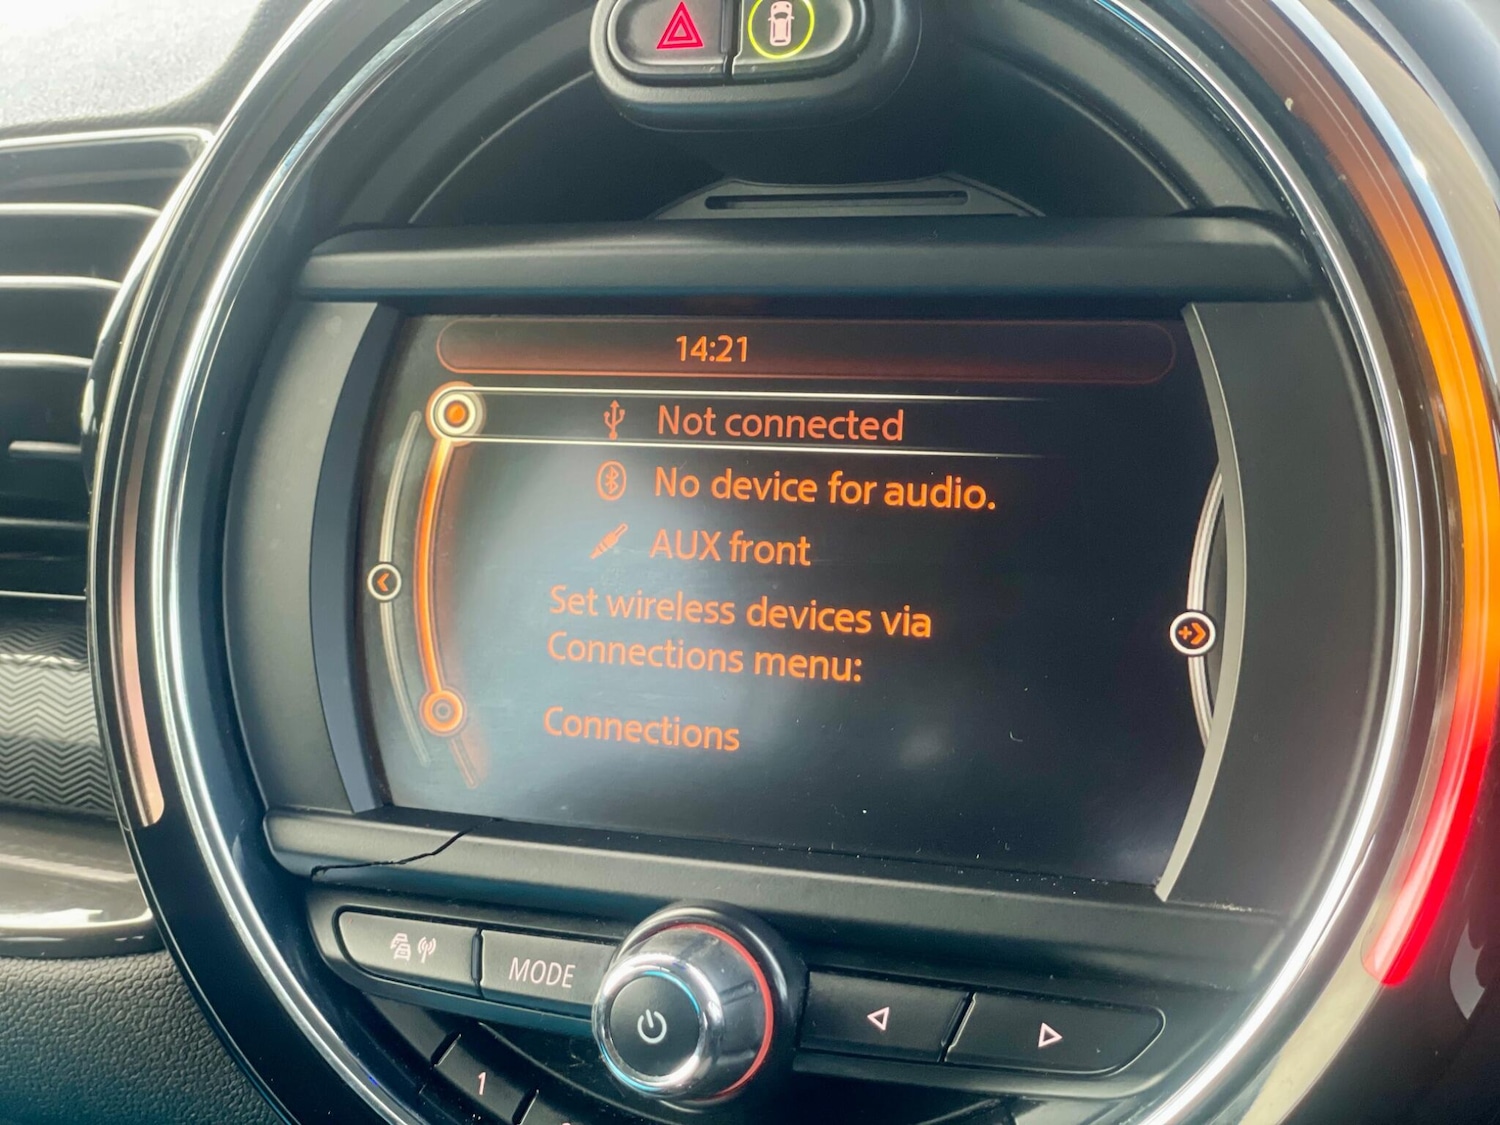 14:21
Not connected
No device for audio.
AUX front
Set wireless devices via
Connections menu:
Connections
MODE
1